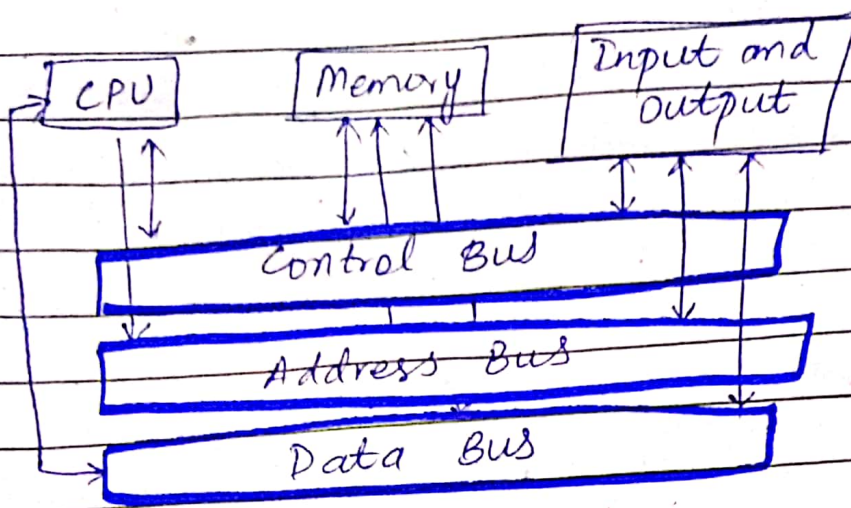 CPU
Memory
Input and
output
Control Bus
Address Bus
Data Bus